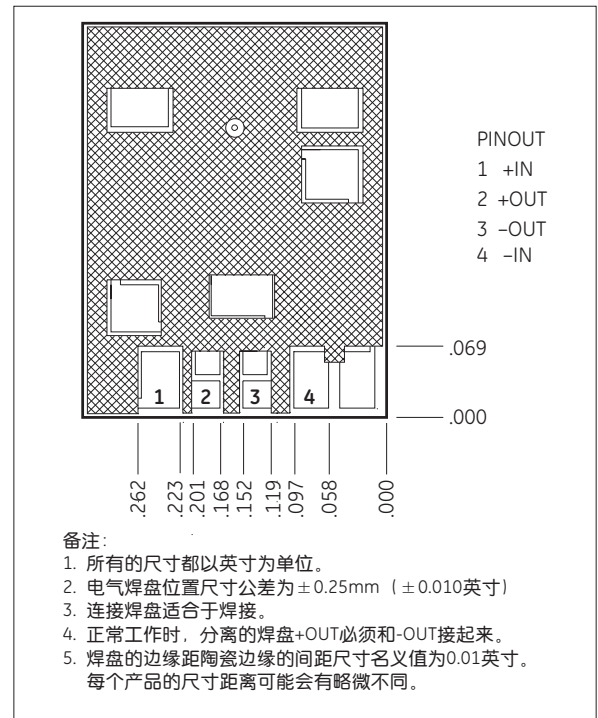 PINOUT
1 +IN
2 +OUT
3 –OUT
4 –IN
.069
1 2 3 4
.000
.262 .223 .201 .168 .152 .119 .097 .058 .000
备注:
1. 所有的尺寸都以英寸为单位。
2. 电气焊盘位置尺寸公差为±0.25mm（±0.010英寸）
3. 连接焊盘适合于焊接。
4. 正常工作时，分离的焊盘+OUT必须和-OUT接起来。
5. 焊盘的边缘距陶瓷边缘的间距尺寸名义值为0.01英寸。
每个产品的尺寸距离可能会有略微不同。